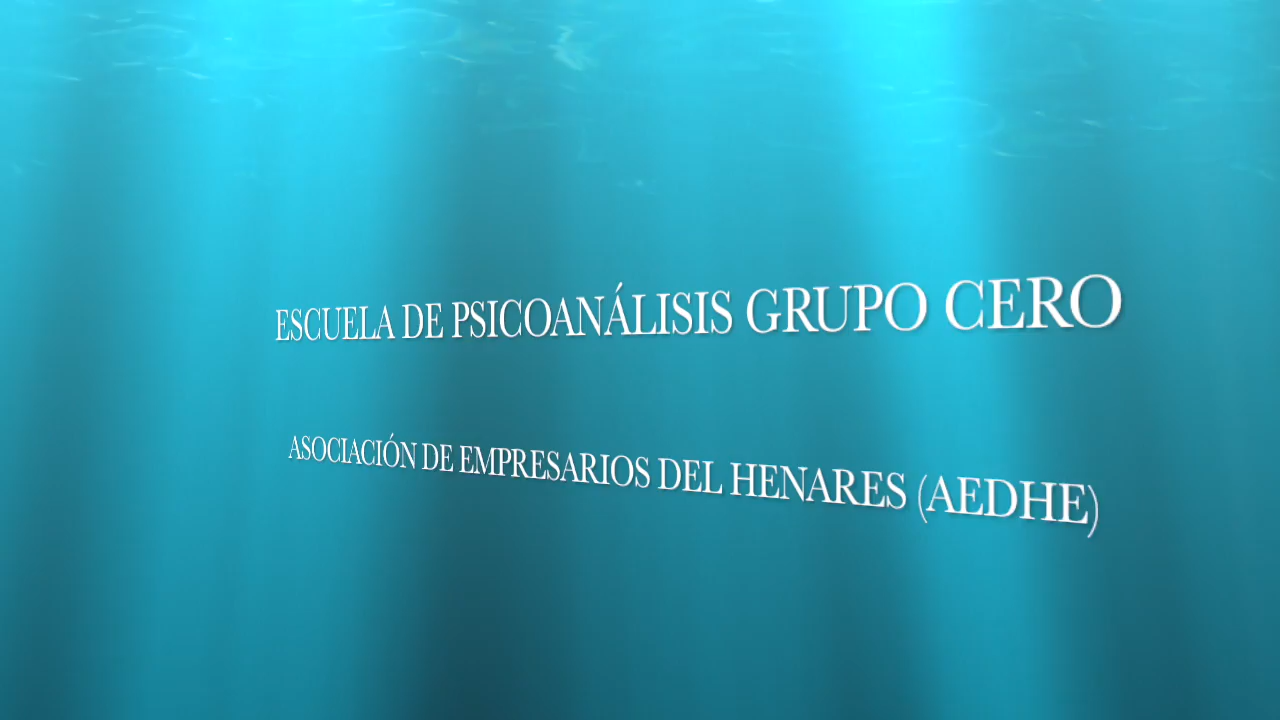 ESCUELA DE PSICOANÁLISIS GRUPO CERO
ASOCIACIÓN DE EMPRESARIOS DEL HENARES (AEDHE)